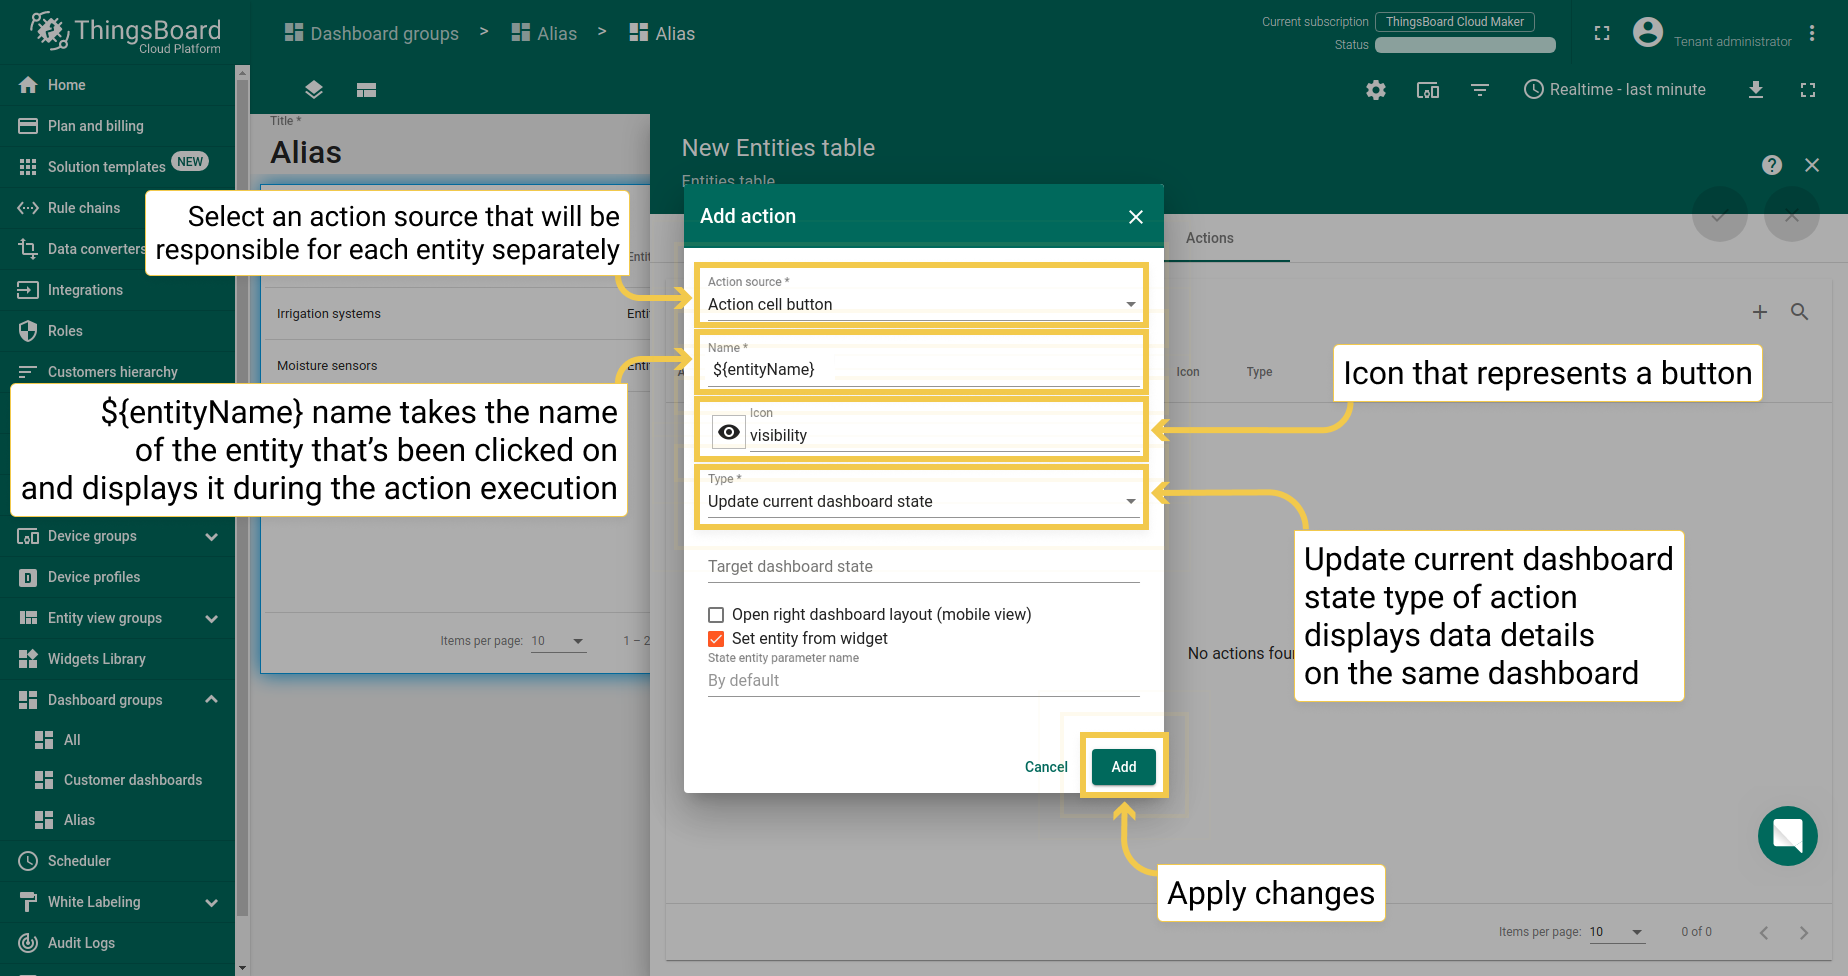 ThingsBoard
Cloud Platform
Dashboard groups > Alias > Alias
Current subscription ThingsBoard Cloud Maker
Status
Tenant administrator
Realtime - last minute
Home
Plan and billing
Solution templates NEW
Rule chains
Data converters
Integrations
Roles
Customers hierarchy
Device groups
Device profiles
Entity view groups
Widgets Library
Dashboard groups
All
Customer dashboards
Alias
Scheduler
White Labeling
Audit Logs
Title *
Alias
Irrigation systems
Moisture sensors
Items per page: 10 1 – 2
New Entities table
Entities table
Actions
Icon Type
No actions
Items per page: 10 0 of 0
Add action
Action source *
Action cell button
Name *
${entityName}
Icon
visibility
Type *
Update current dashboard state
Target dashboard state
Open right dashboard layout (mobile view)
Set entity from widget
State entity parameter name
By default
Cancel Add
Select an action source that will be
responsible for each entity separately
${entityName} name takes the name
of the entity that’s been clicked on
and displays it during the action execution
Icon that represents a button
Update current dashboard
state type of action
displays data details
on the same dashboard
Apply changes